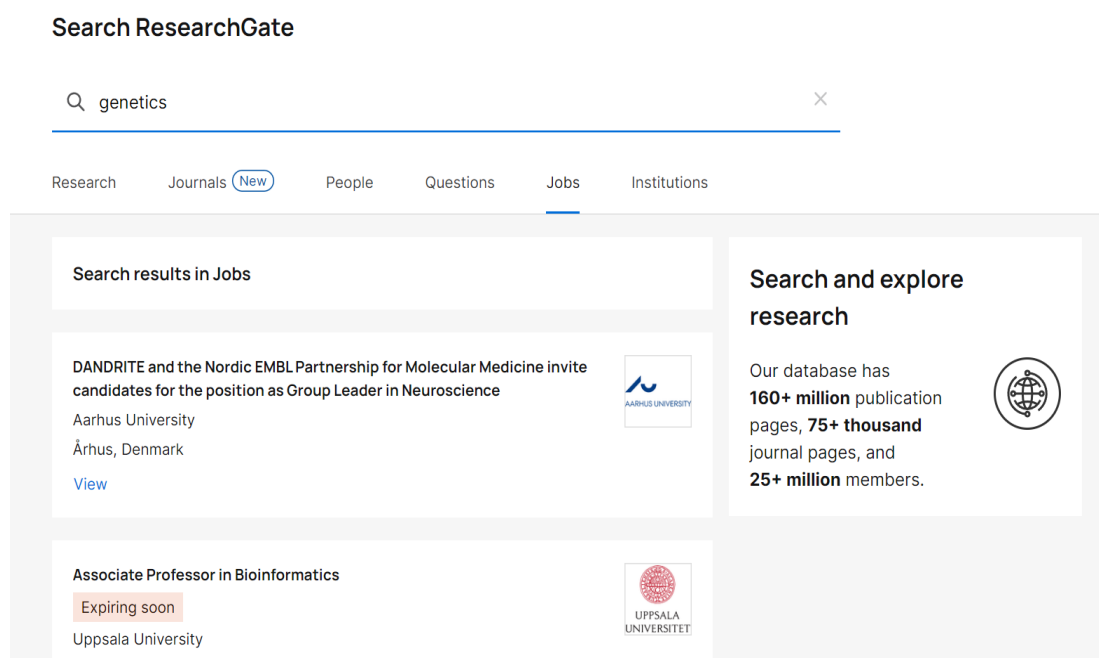 Search ResearchGate
genetics
Research Journals New People Questions Jobs Institutions
Search results in Jobs
DANDRITE and the Nordic EMBL Partnership for Molecular Medicine invite
candidates for the position as Group Leader in Neuroscience
Aarhus University
Århus, Denmark
View
AARHUS UNIVERSITY
Associate Professor in Bioinformatics
Expiring soon
Uppsala University
UPPSALA
UNIVERSITET
Search and explore
research
Our database has
160+ million publication
pages, 75+ thousand
journal pages, and
25+ million members.